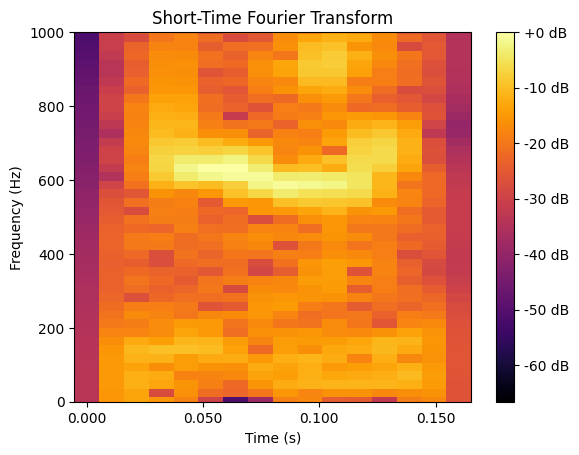 Short-Time Fourier Transform
1000
800
600
400
200
0
Frequency (Hz)
0.000
0.050
0.100
0.150
Time (s)
+0 dB
-10 dB
-20 dB
-30 dB
-40 dB
-50 dB
-60 dB